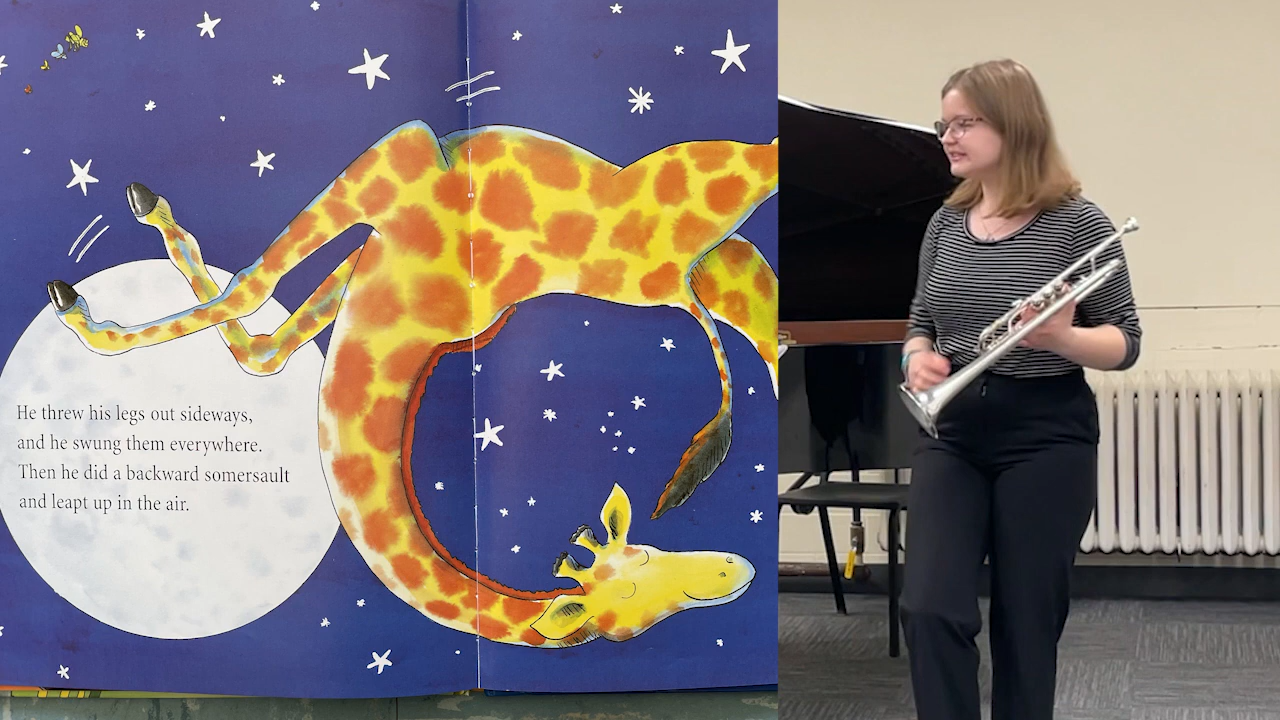 He threw his legs out sideways,
and he swung them everywhere.
Then he did a backward somersault
and leapt up in the air.